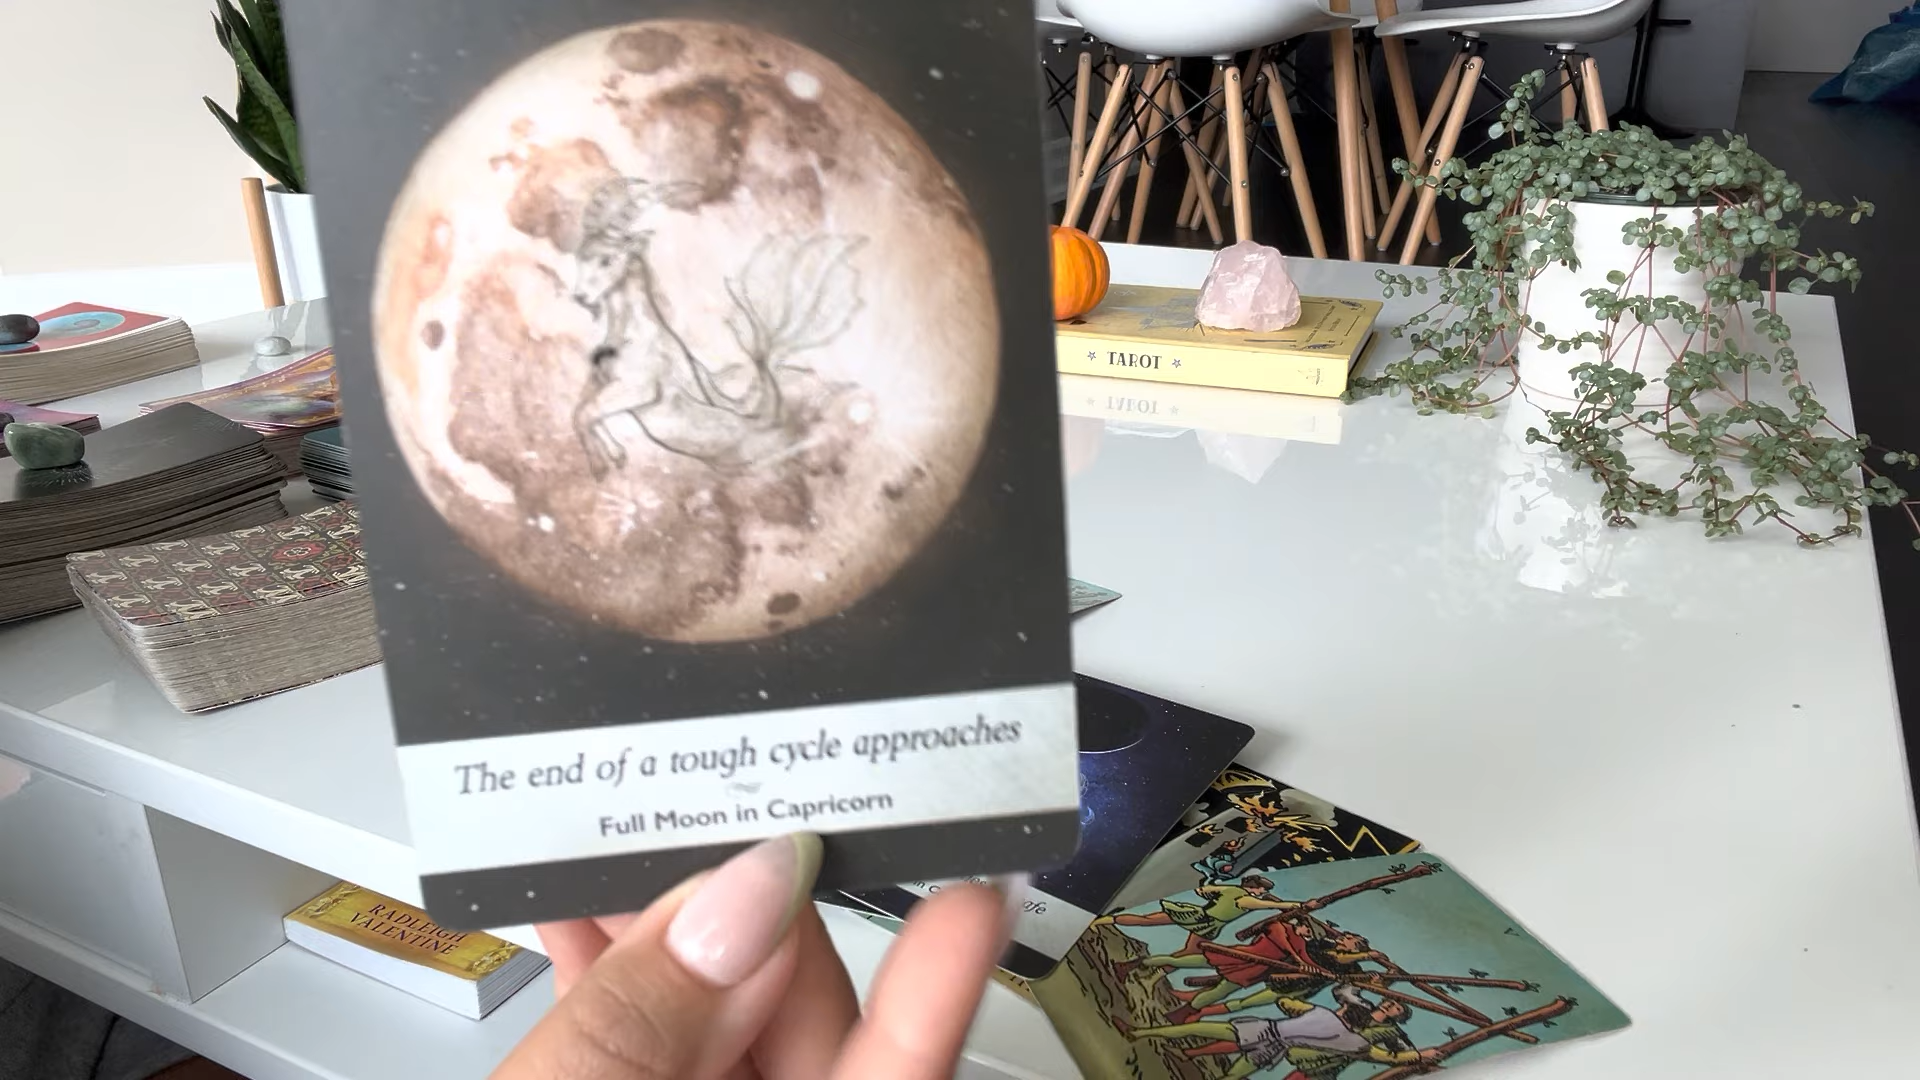 TAROT
The end of a tough cycle approaches
Full Moon in Capricorn
RADLEIGH
VALENTINE